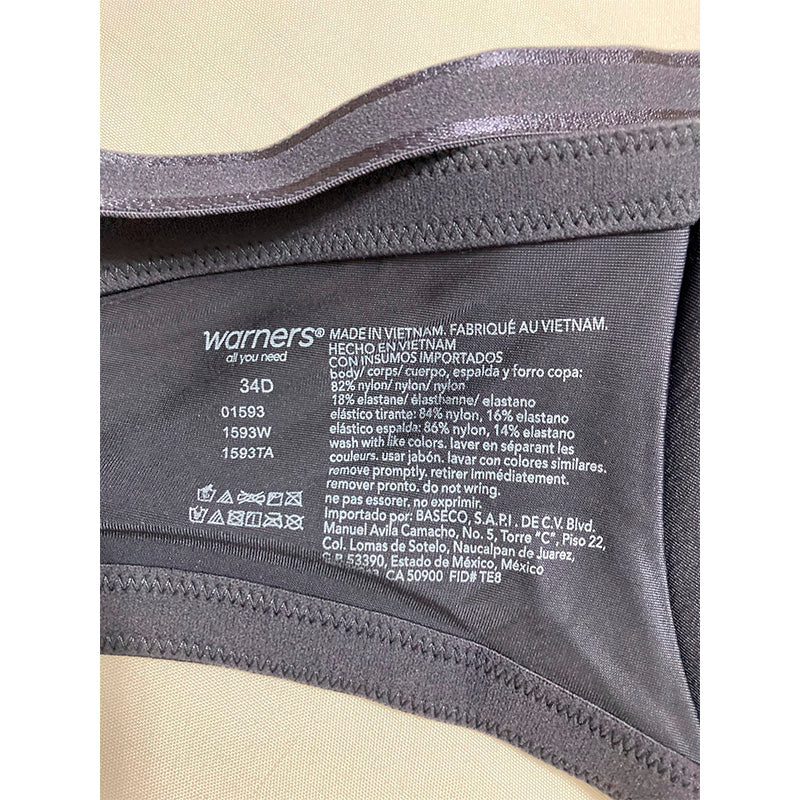 warners®
all you need
34D
01593
1593W
1593TA
MADE IN VIETNAM. FABRIQUÉ AU VIETNAM.
HECHO EN VIETNAM
CON INSUMOS IMPORTADOS
body/ corps/ cuerpo, espalda y forro copa:
82% nylon/ nylon/ nylon
18% elastane/ élasthanne/ elastano
elástico tirante: 84% nylon, 16% elastano
elástico espalda: 86% nylon, 14% elastano
wash with like colors. laver en séparant les
couleurs. usar jabón. lavar con colores similares.
remove promptly. retirer immédiatement.
remover pronto. do not wring.
ne pas essorer. no exprimir.
Importado por: BASECO, S.A.P.I . DE C.V. Blvd.
Manuel Avila Camacho, No. 5, Torre "C", Piso 22,
Col. Lomas de Sotelo, Naucalpan de Juarez,
C.P. 53390, Estado de México, México
CA 50900 FID# TE8